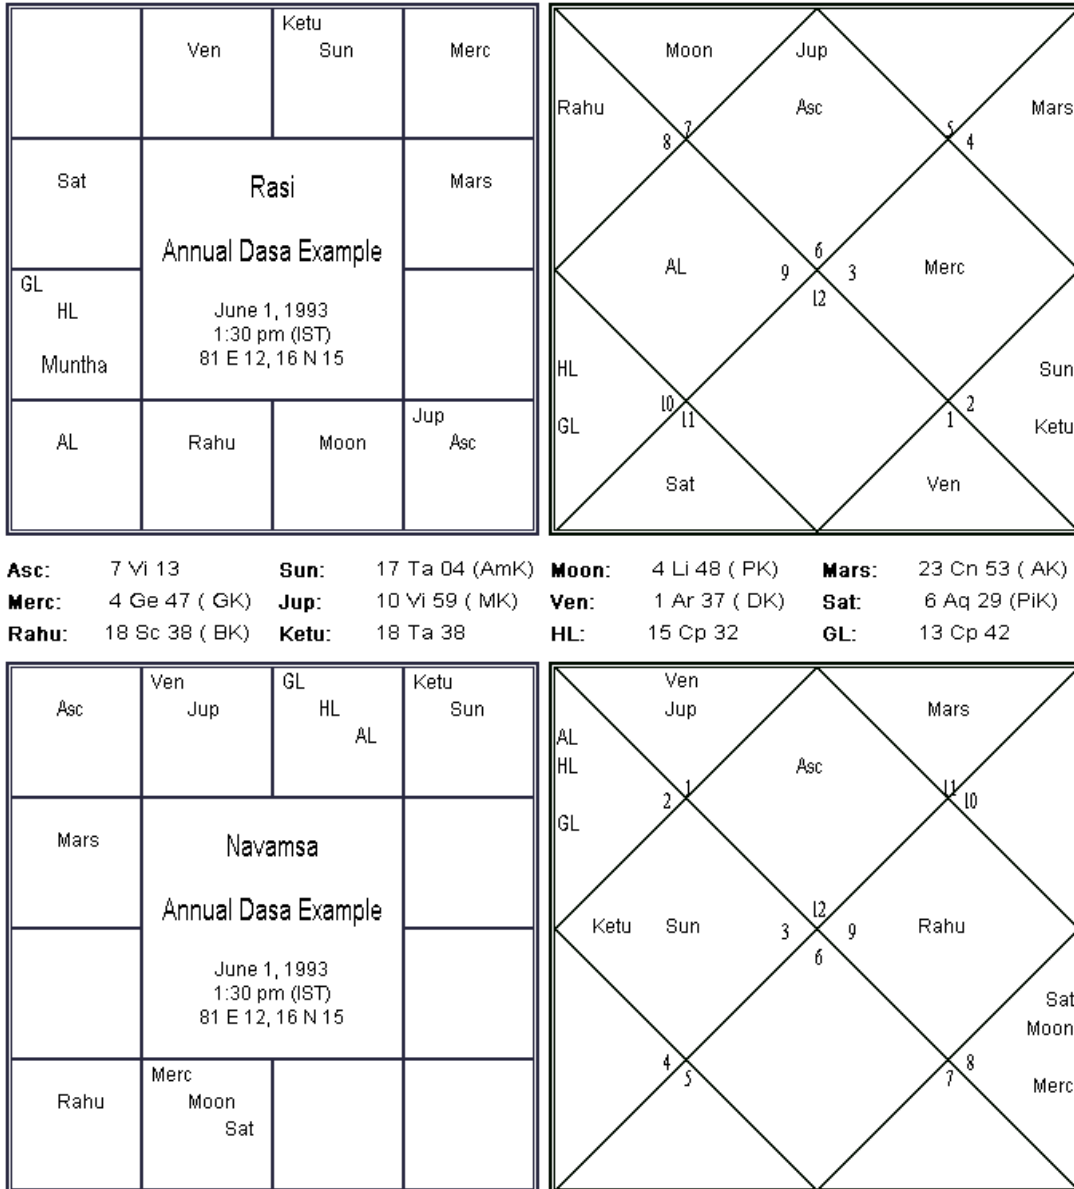 Ven
Ketu
Sun
Merc
Sat
Rasi
Annual Dasa Example
June 1, 1993
1:30 pm (IST)
81 E 12, 16 N 15
Mars
GL
HL
Muntha
AL
Rahu
Moon
Jup
Asc
Moon
Jup
Rahu
Asc
Mars
7
8
5
4
AL
6
9
3
12
Merc
HL
Sun
10
11
2
1
GL
Ketu
Sat
Ven
Asc: 7 Vi 13 Sun: 17 Ta 04 (AmK) Moon: 4 Li 48 ( PK) Mars: 23 Cn 53 ( AK)
Merc: 4 Ge 47 ( GK) Jup: 10 Vi 59 ( MK) Ven: 1 Ar 37 ( DK) Sat: 6 Aq 29 (PiK)
Rahu: 18 Sc 38 ( BK) Ketu: 18 Ta 38 HL: 15 Cp 32 GL: 13 Cp 42
Asc
Ven
Jup
GL
HL
AL
Ketu
Sun
Mars
Navamsa
Annual Dasa Example
June 1, 1993
1:30 pm (IST)
81 E 12, 16 N 15
Rahu
Merc
Moon
Sat
Ven
Jup
Mars
AL
HL
Asc
1
2
11
10
GL
12
Ketu Sun
3
9
6
Rahu
Sat
Moon
4
5
8
7
Merc